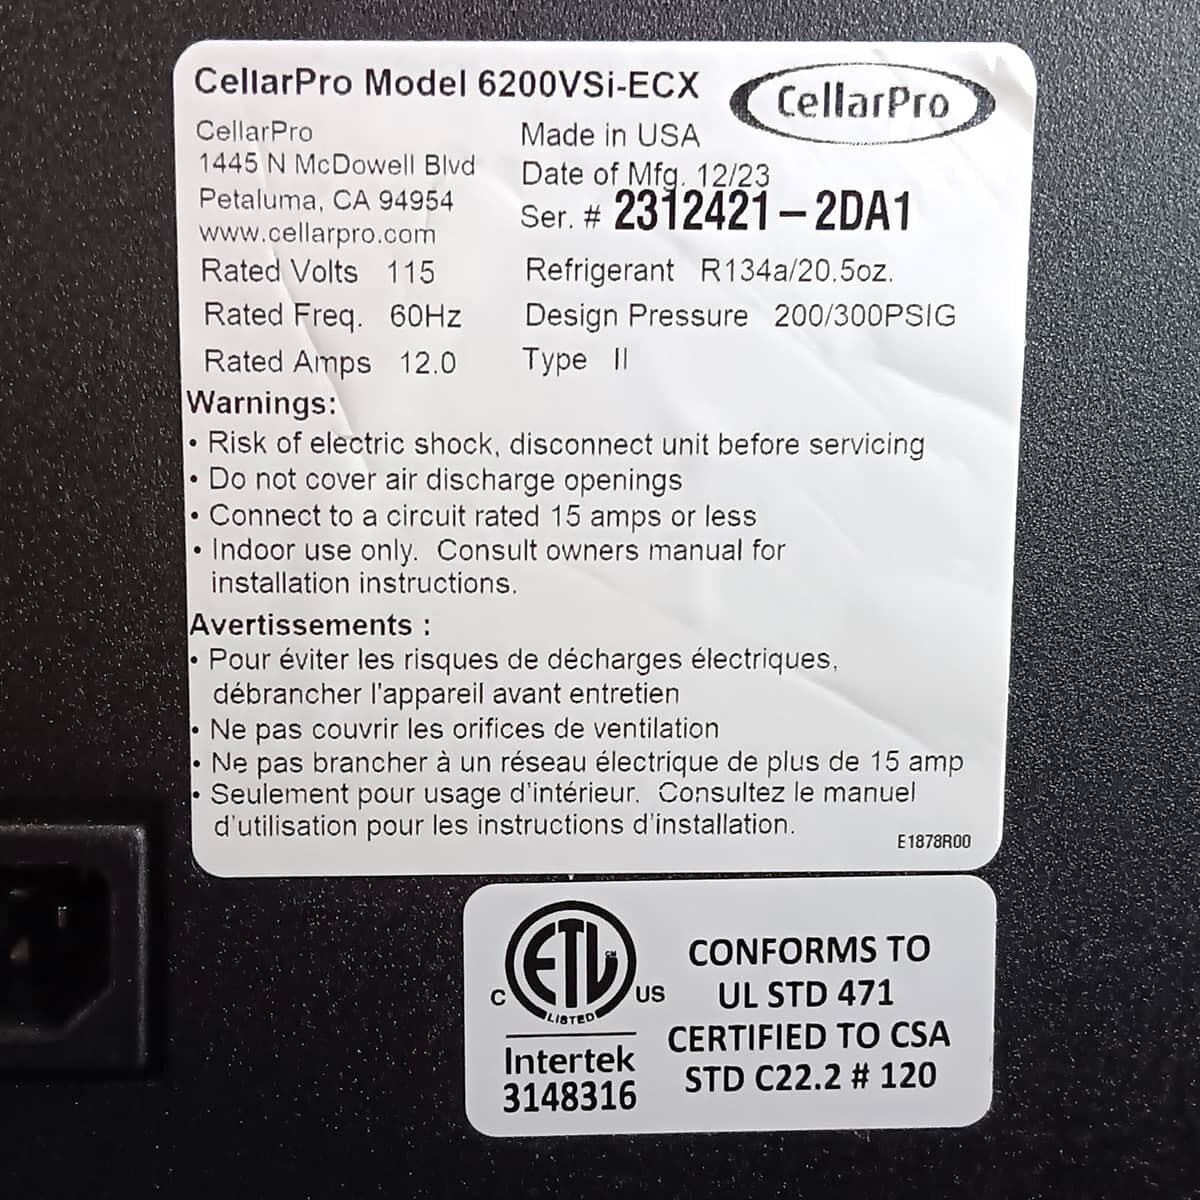 CellarPro Model 6200VSi-ECX
CellarPro
CellarPro
1445 N McDowell Blvd
Petaluma, CA 94954
www.cellarpro.com
Made in USA
Date of Mfg. 12/23
Ser. # 2312421-2DA1
Rated Volts 115
Rated Freq. 60Hz
Rated Amps 12.0
Refrigerant R134a/20.5oz.
Design Pressure 200/300PSIG
Type II
Warnings:
• Risk of electric shock, disconnect unit before servicing
• Do not cover air discharge openings
• Connect to a circuit rated 15 amps or less
• Indoor use only. Consult owners manual for
installation instructions.
Avertissements :
• Pour éviter les risques de décharges électriques,
débrancher l'appareil avant entretien
• Ne pas couvrir les orifices de ventilation
• Ne pas brancher à un réseau électrique de plus de 15 amp
• Seulement pour usage d'intérieur. Consultez le manuel
d'utilisation pour les instructions d'installation.
E1878R00
C ETL CM US
LISTED
Intertek
3148316
CONFORMS TO
UL STD 471
CERTIFIED TO CSA
STD C22.2 # 120